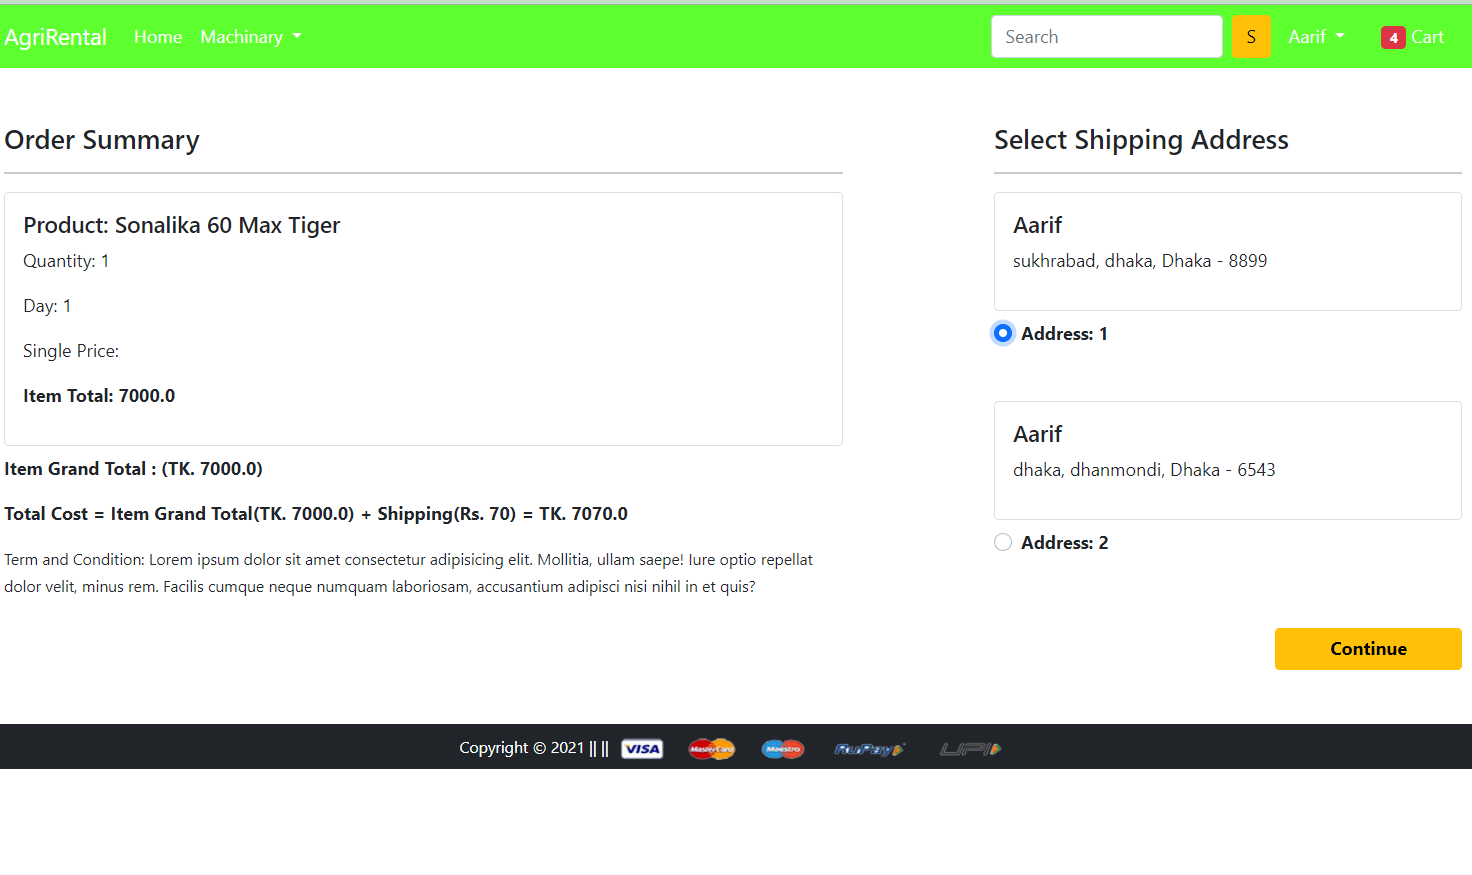 AgriRental Home Machinary Search S Aarif 4 Cart
Order Summary
Product: Sonalika 60 Max Tiger
Quantity: 1
Day: 1
Single Price:
Item Total: 7000.0
Item Grand Total : (TK. 7000.0)
Total Cost = Item Grand Total(TK. 7000.0) + Shipping(Rs. 70) = TK. 7070.0
Term and Condition: Lorem ipsum dolor sit amet consectetur adipisicing elit. Mollitia, ullam saepe! Iure optio repellat
dolor velit, minus rem. Facilis cumque neque numquam laboriosam, accusantium adipisci nisi nihil in et quis?
Select Shipping Address
Aarif
sukhrabad, dhaka, Dhaka - 8899
Address: 1
Aarif
dhaka, dhanmondi, Dhaka - 6543
Address: 2
Continue
Copyright © 2021 || || VISA MasterCard Maestro RuPay UPI